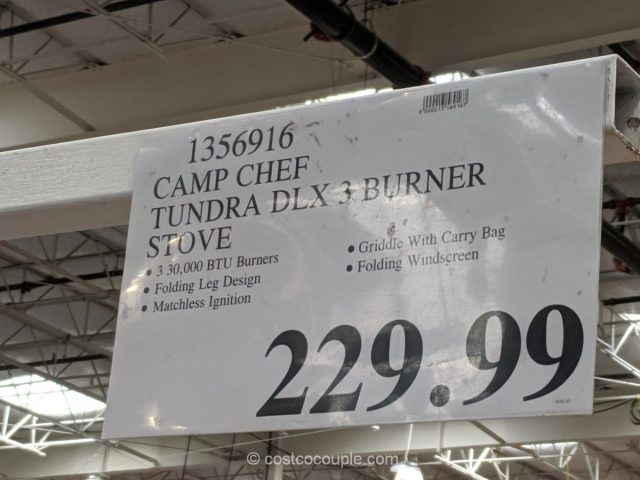 1356916
CAMP CHEF
TUNDRA DLX 3 BURNER
STOVE
• 3 30,000 BTU Burners
• Folding Leg Design
• Matchless Ignition
• Griddle With Carry Bag
• Folding Windscreen
229.99
© costcocouple.com